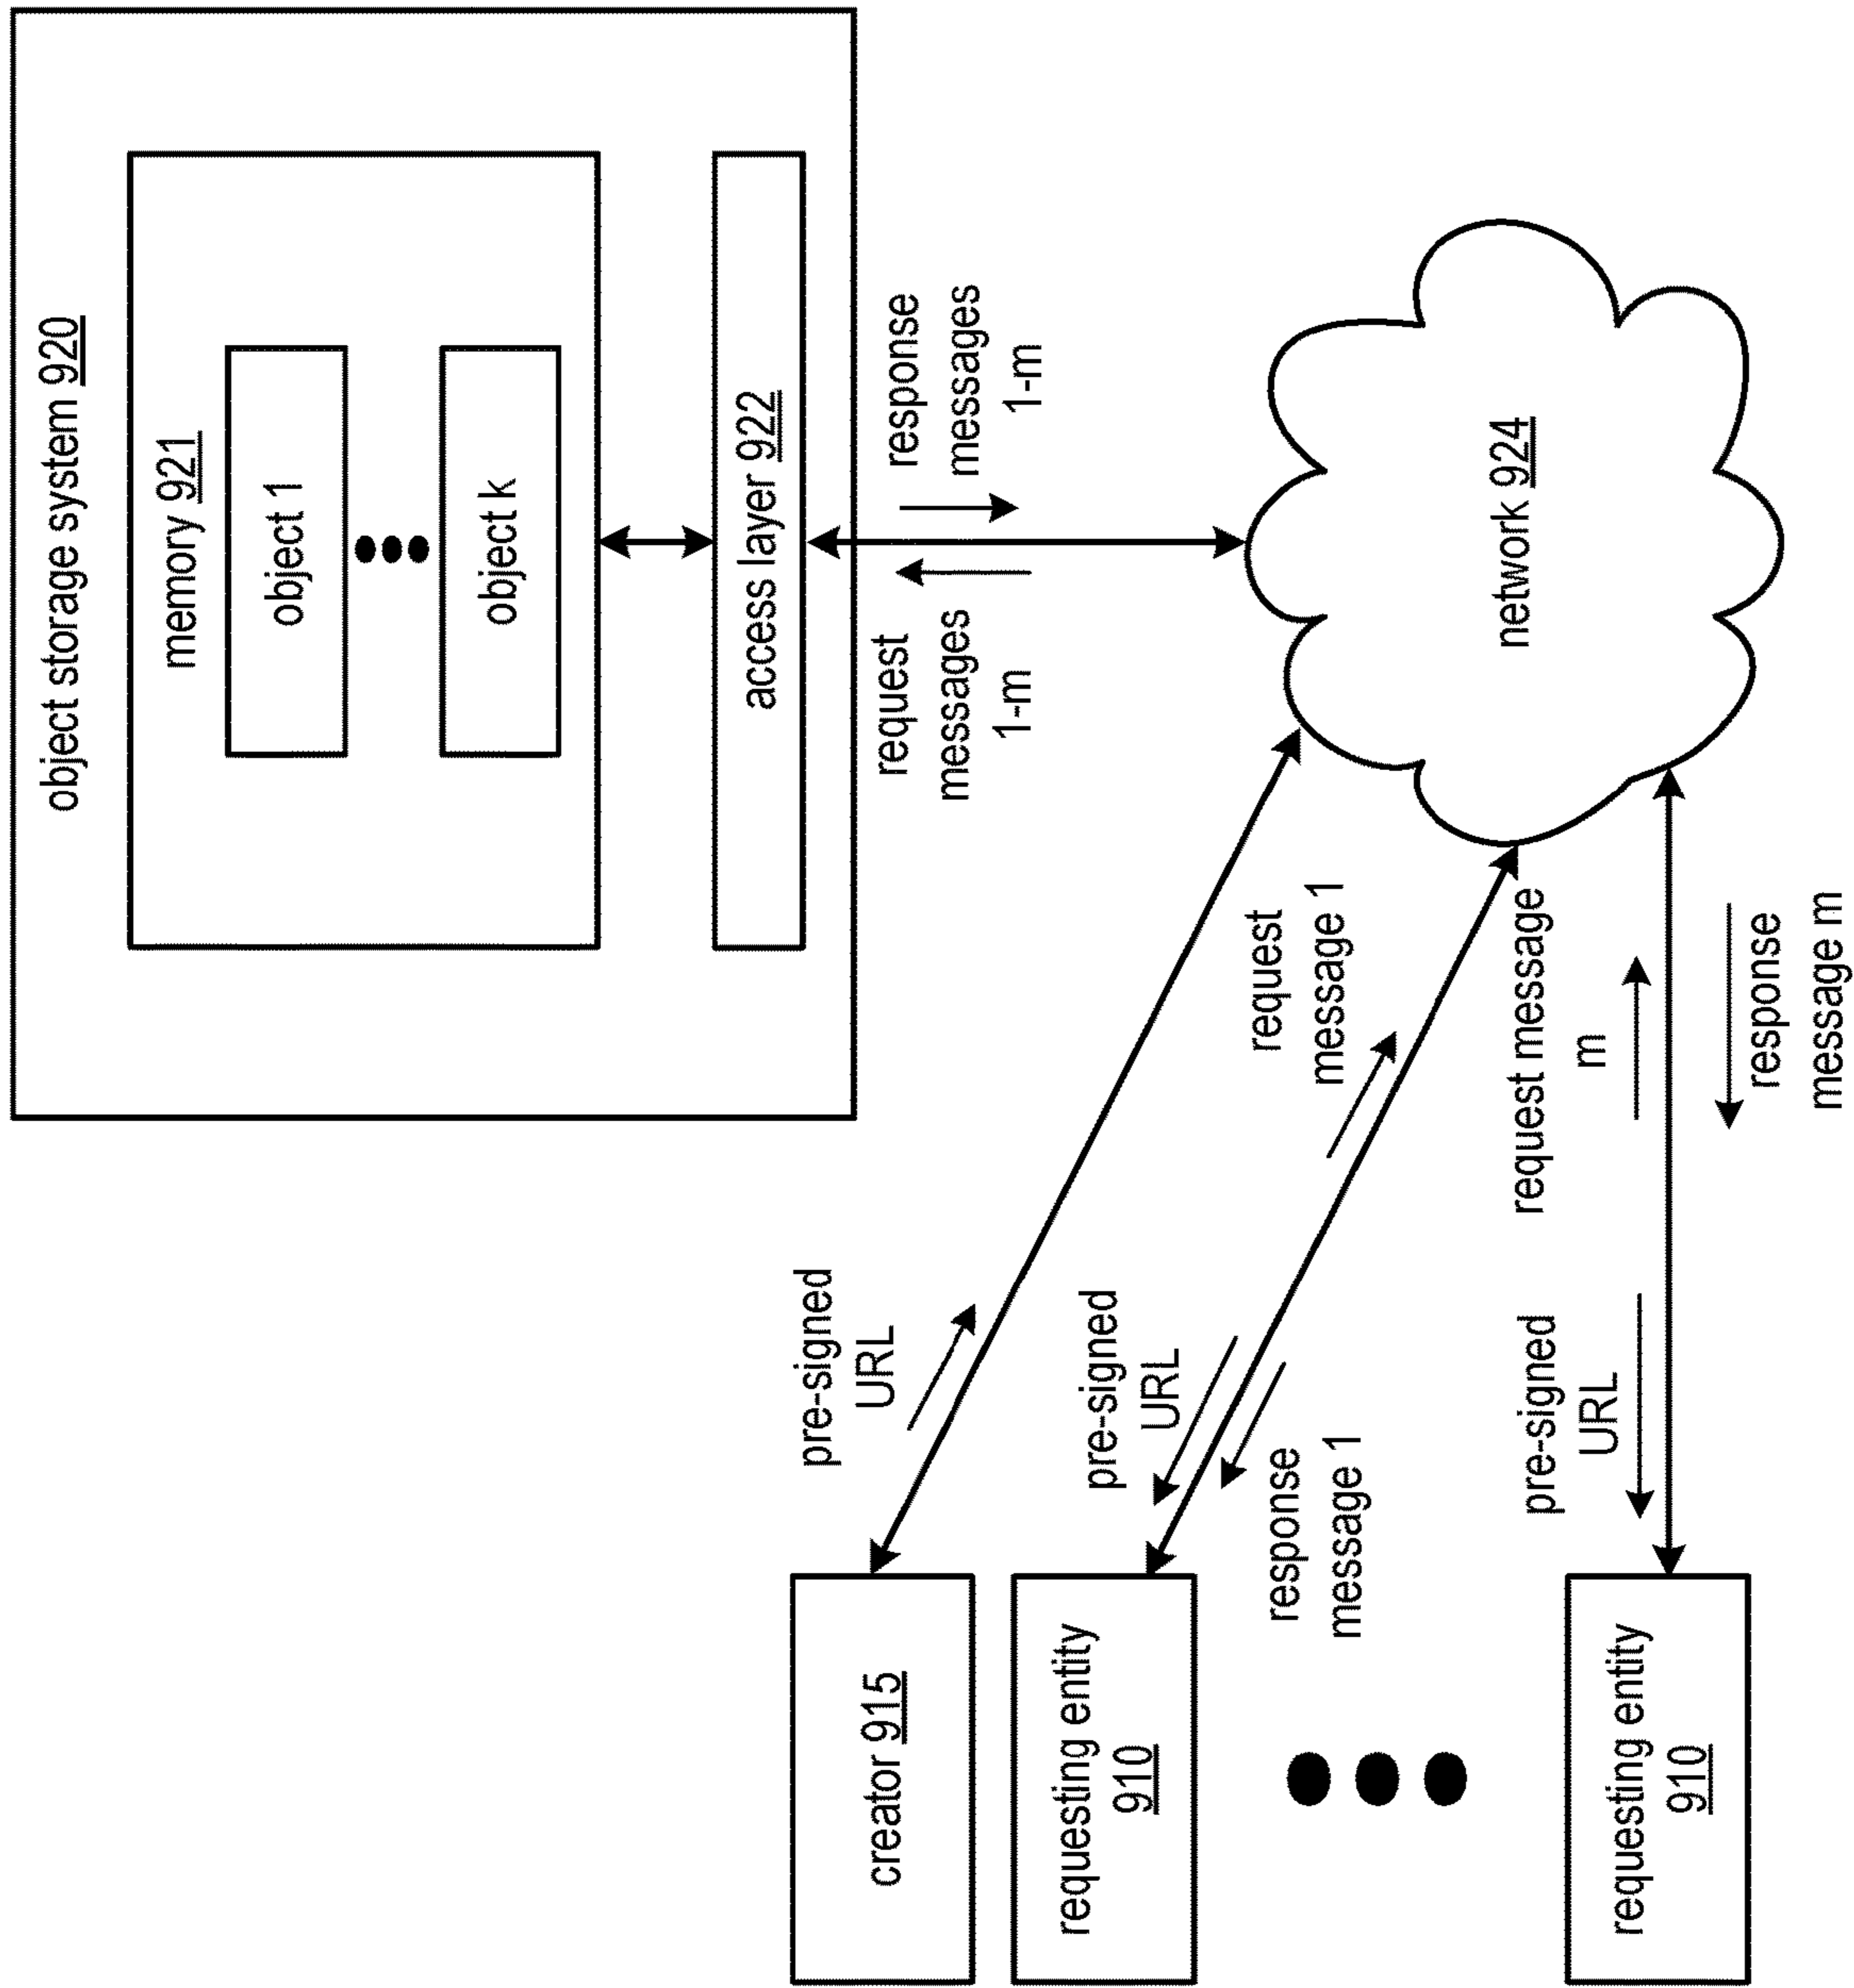 object storage system 920
memory 921
object 1
object k
access layer 922
request
messages
1-m
response
messages
1-m
network 924
pre-signed
URL
creator 915
request
message 1
pre-signed
URL
response
message 1
requesting entity
910
request message
m
pre-signed
URL
response
message m
requesting entity
910